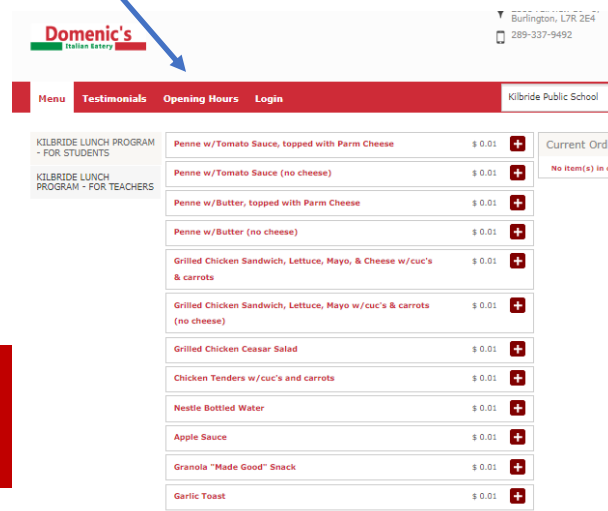 Burlington, L7R 2E4
Domenic's
Italian Eatery
289-337-9492
Menu Testimonials Opening Hours Login
Kilbride Public School
KILBRIDE LUNCH PROGRAM
- FOR STUDENTS
KILBRIDE LUNCH
PROGRAM - FOR TEACHERS
Penne w/Tomato Sauce, topped with Parm Cheese $ 0.01
Penne w/Tomato Sauce (no cheese) $ 0.01
Penne w/Butter, topped with Parm Cheese $ 0.01
Penne w/Butter (no cheese) $ 0.01
Grilled Chicken Sandwich, Lettuce, Mayo, & Cheese w/cuc's $ 0.01
& carrots
Grilled Chicken Sandwich, Lettuce, Mayo w/cuc's & carrots $ 0.01
(no cheese)
Grilled Chicken Ceasar Salad $ 0.01
Chicken Tenders w/cuc's and carrots $ 0.01
Nestle Bottled Water $ 0.01
Apple Sauce $ 0.01
Granola "Made Good" Snack $ 0.01
Garlic Toast $ 0.01
Current Ord
No item(s) in